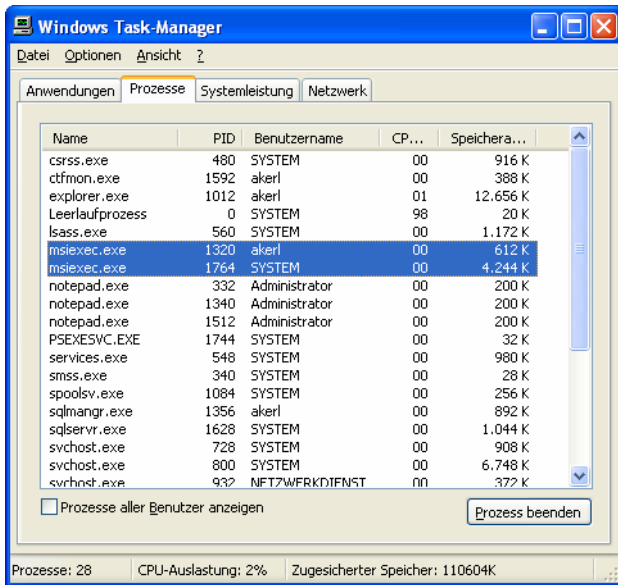 Windows Task-Manager
Datei Optionen Ansicht ?
Anwendungen Prozesse Systemleistung Netzwerk
Name PID Benutzername CP... Speichera...
csrss.exe 480 SYSTEM 00 916 K
ctfmon.exe 1592 akerl 00 388 K
explorer.exe 1012 akerl 01 12.656 K
Leerlaufprozess 0 SYSTEM 98 20 K
lsass.exe 560 SYSTEM 00 1.172 K
msiexec.exe 1320 akerl 00 612 K
msiexec.exe 1764 SYSTEM 00 4.244 K
notepad.exe 332 Administrator 00 200 K
notepad.exe 1340 Administrator 00 200 K
notepad.exe 1512 Administrator 00 200 K
PSEXESVC.EXE 1744 SYSTEM 00 32 K
services.exe 548 SYSTEM 00 980 K
smss.exe 340 SYSTEM 00 28 K
spoolsv.exe 1084 SYSTEM 00 256 K
sqlmangr.exe 1356 akerl 00 892 K
sqlservr.exe 1628 SYSTEM 00 1.044 K
svchost.exe 728 SYSTEM 00 908 K
svchost.exe 800 SYSTEM 00 6.748 K
svchost.exe 932 NETZWERKDIENST 00 372 K
Prozesse aller Benutzer anzeigen
Prozess beenden
Prozesse: 28 CPU-Auslastung: 2% Zugesicherter Speicher: 110604K